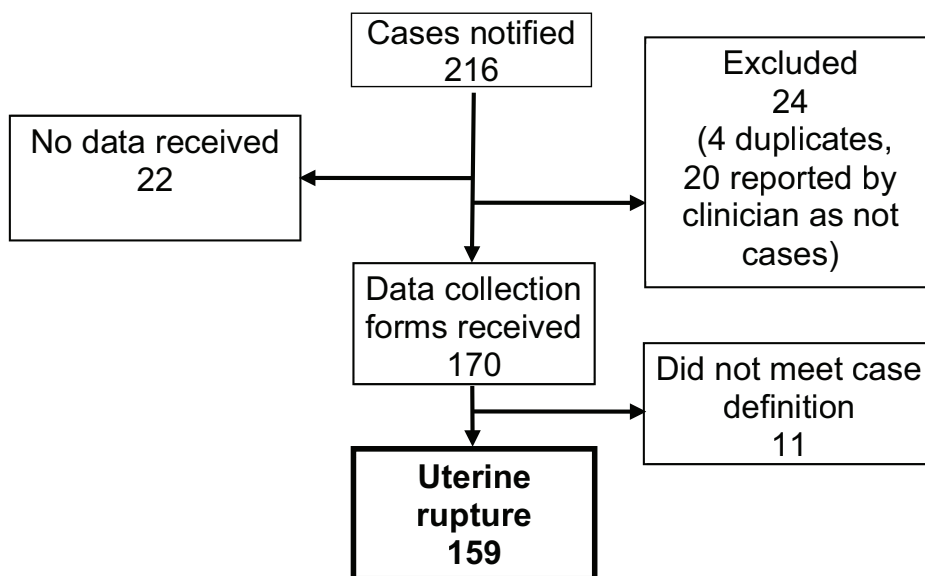 Cases notified
216
Excluded
24
(4 duplicates,
20 reported by
clinician as not
cases)
No data received
22
Data collection
forms received
170
Did not meet case
definition
11
Uterine
rupture
159